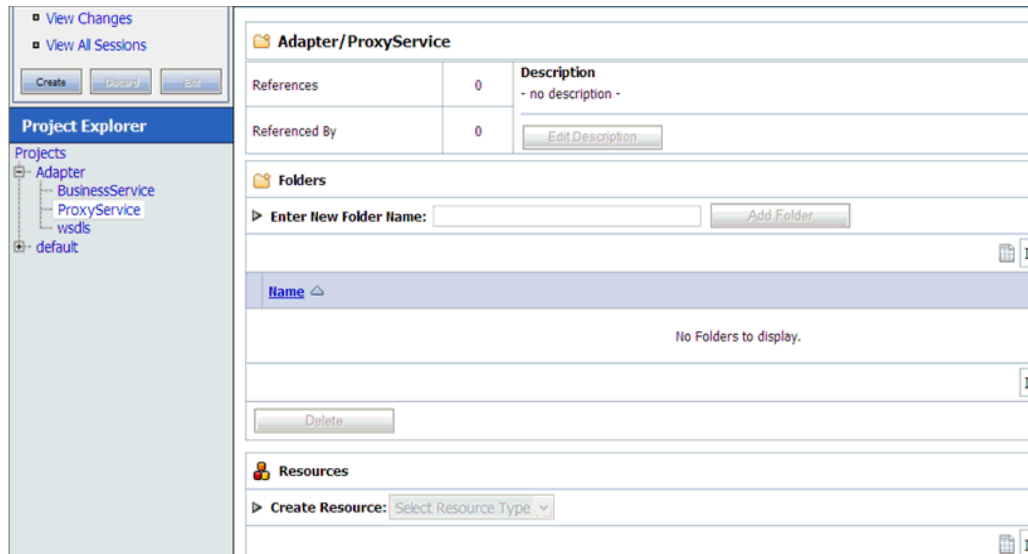 View Changes
View All Sessions
Create Discard Exit
Project Explorer
Projects
Adapter
BusinessService
ProxyService
wsdls
default
Adapter/ProxyService
References 0
Description
- no description -
Referenced By 0
Edit Description
Folders
Enter New Folder Name: Add Folder
Name
No Folders to display.
Delete
Resources
Create Resource: Select Resource Type